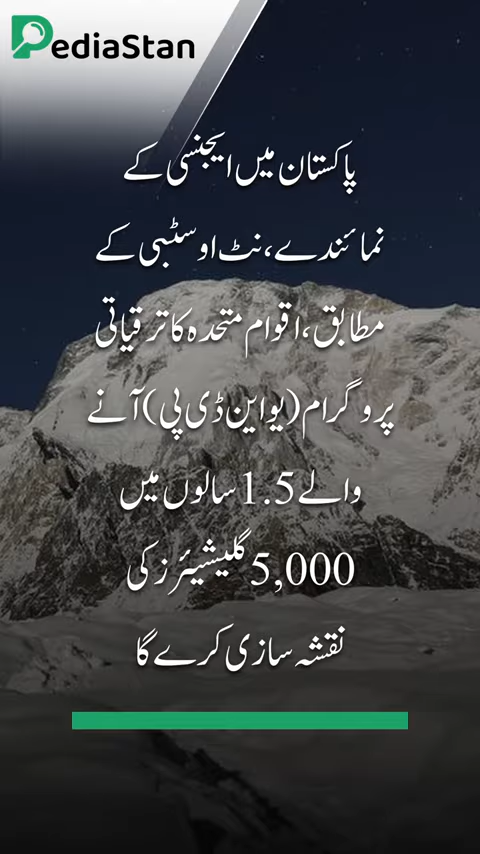 PediaStan
پاکستان میں ایجنسی کے
نمائندے، نٹ اوسٹبی کے
مطابق، اقوام متحدہ کا ترقیاتی
پروگرام (یو این ڈی پی) آنے
والے 1.5 سالوں میں
5,000 گلیشیئرز کی
نقشہ سازی کرے گا